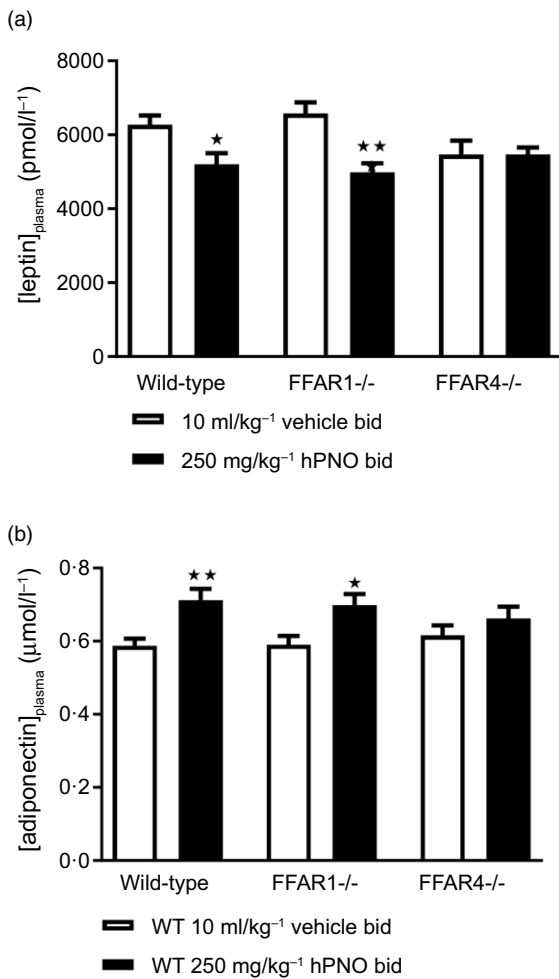 (a)
8000
6000
4000
2000
0
[leptin]plasma (pmol/l⁻¹)
★
★★
Wild-type FFAR1-/- FFAR4-/-
10 ml/kg⁻¹ vehicle bid
250 mg/kg⁻¹ hPNO bid
(b)
0·8
0·6
0·4
0·2
0·0
[adiponectin]plasma (μmol/l⁻¹)
★★
★
Wild-type FFAR1-/- FFAR4-/-
WT 10 ml/kg⁻¹ vehicle bid
WT 250 mg/kg⁻¹ hPNO bid